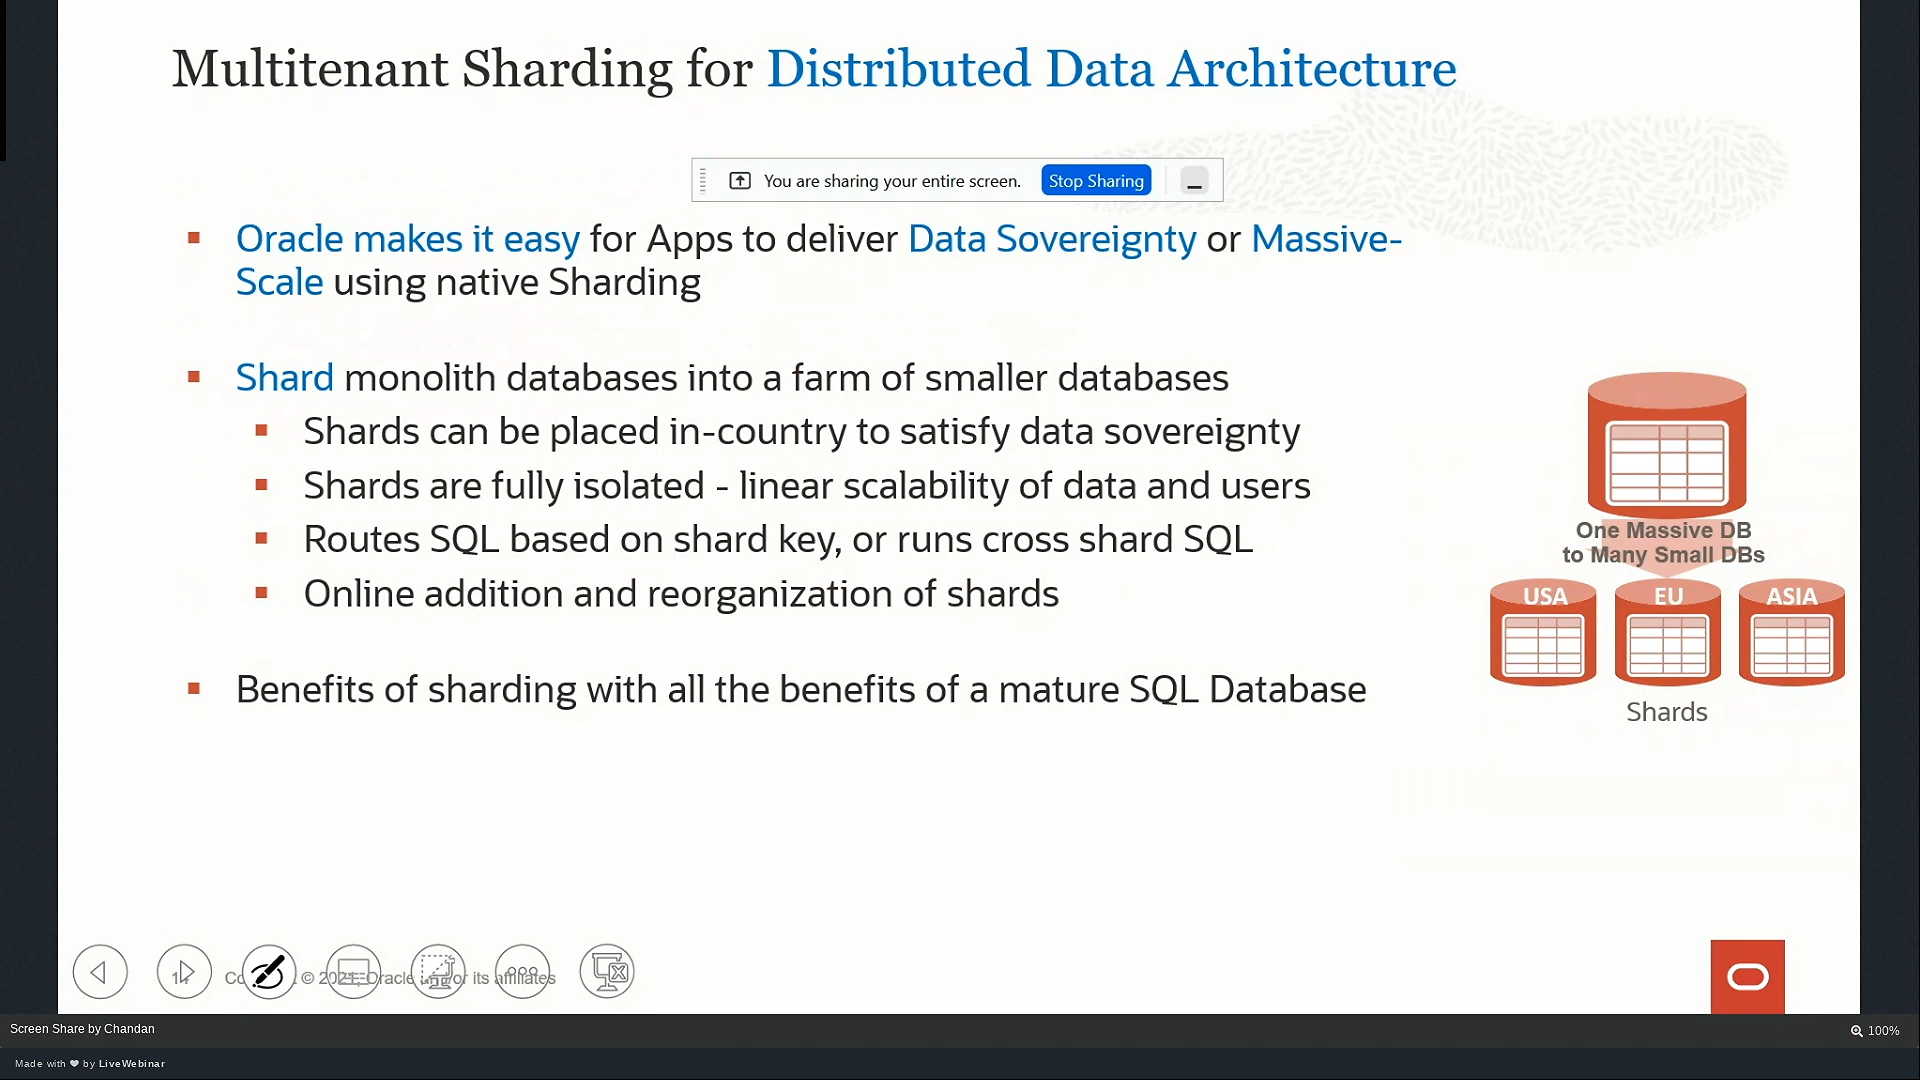 Multitenant Sharding for Distributed Data Architecture
You are sharing your entire screen. Stop Sharing
Oracle makes it easy for Apps to deliver Data Sovereignty or Massive-
Scale using native Sharding
Shard monolith databases into a farm of smaller databases
Shards can be placed in-country to satisfy data sovereignty
Shards are fully isolated - linear scalability of data and users
Routes SQL based on shard key, or runs cross shard SQL
Online addition and reorganization of shards
Benefits of sharding with all the benefits of a mature SQL Database
One Massive DB
to Many Small DBs
USA EU ASIA
Shards
© Oracle its affiliates
Screen Share by Chandan
100%
Made with ❤ by LiveWebinar